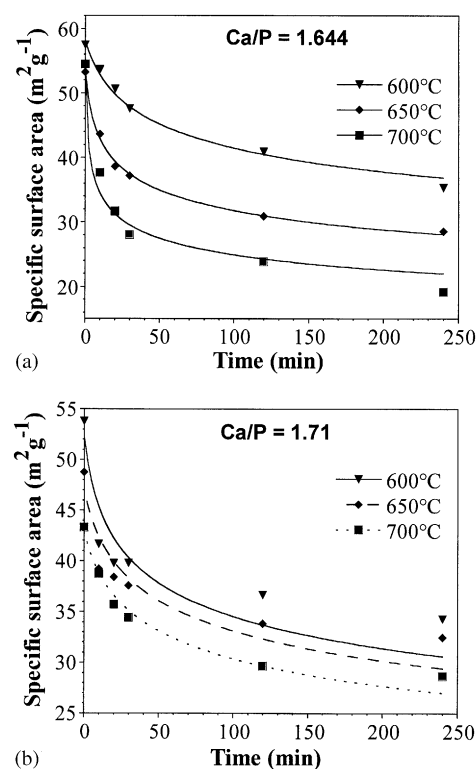 Ca/P = 1.644
600°C
650°C
700°C
Specific surface area (m²g⁻¹)
60
50
40
30
20
0 50 100 150 200 250
Time (min)
(a)
Ca/P = 1.71
600°C
650°C
700°C
Specific surface area (m²g⁻¹)
55
50
45
40
35
30
25
0 50 100 150 200 250
Time (min)
(b)